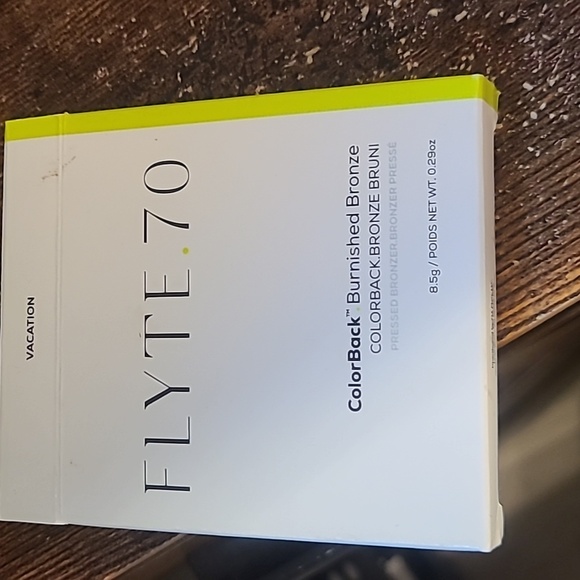 VACATION
FLYTE.70
ColorBack™.Burnished Bronze
COLORBACK.BRONZE BRUNI
PRESSED BRONZER.BRONZER PRESSÉ
8.5g / POIDS NET WT. 0.29oz